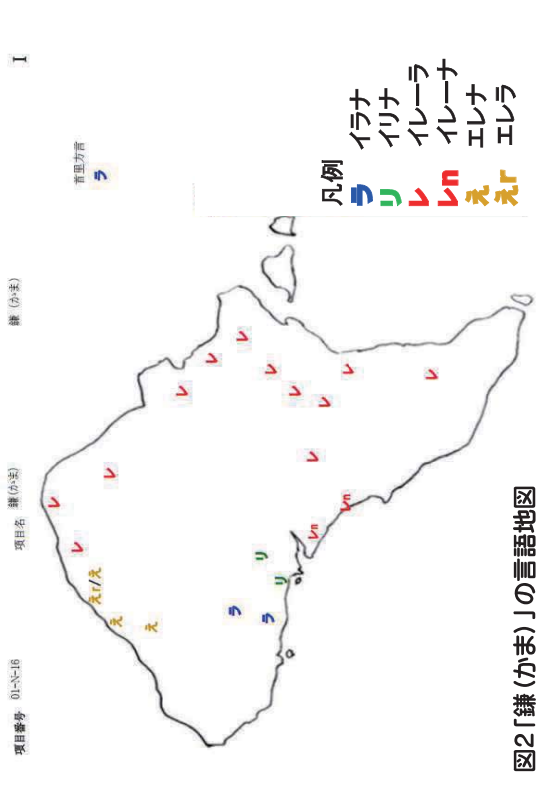 項目番号 01-N-16 項目名 鎌(かま) 鎌(かま) I
首里方言
ラ
レ
レ
えr/え
レ
え
え
レ
レ
ラ
レ
リ
ラ
レ
リ
レ
レn
レ
レ
レn
レ
レ
凡例
ラ イラナ
リ イリナ
レ イレーラ
レn イレーナ
え エレナ
えr エレラ
図2「鎌(かま)」の言語地図